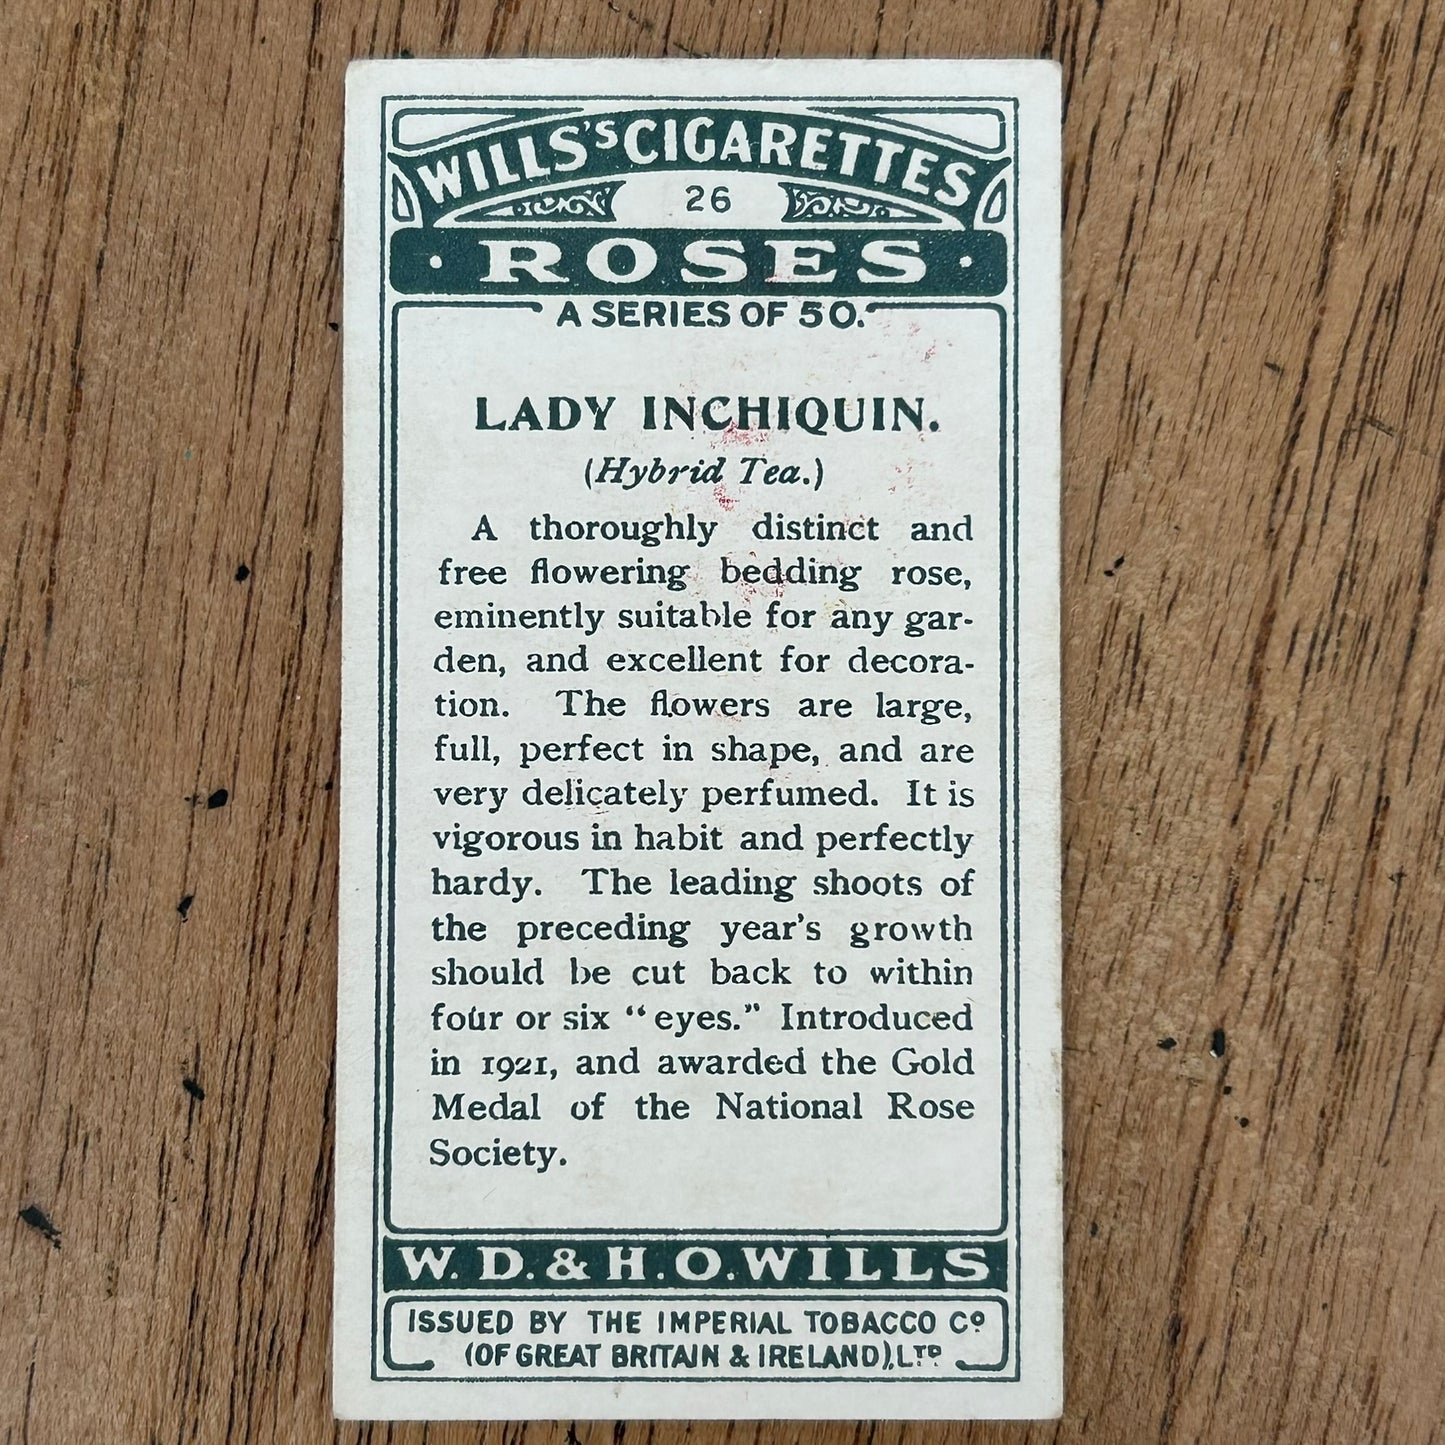 WILLS'S CIGARETTES
26
· ROSES ·
A SERIES OF 50.
LADY INCHIQUIN.
(Hybrid Tea.)
A thoroughly distinct and
free flowering bedding rose,
eminently suitable for any gar-
den, and excellent for decora-
tion. The flowers are large,
full, perfect in shape, and are
very delicately perfumed. It is
vigorous in habit and perfectly
hardy. The leading shoots of
the preceding year's growth
should be cut back to within
four or six "eyes." Introduced
in 1921, and awarded the Gold
Medal of the National Rose
Society.
W. D. & H. O. WILLS
ISSUED BY THE IMPERIAL TOBACCO CO
(OF GREAT BRITAIN & IRELAND), LTD